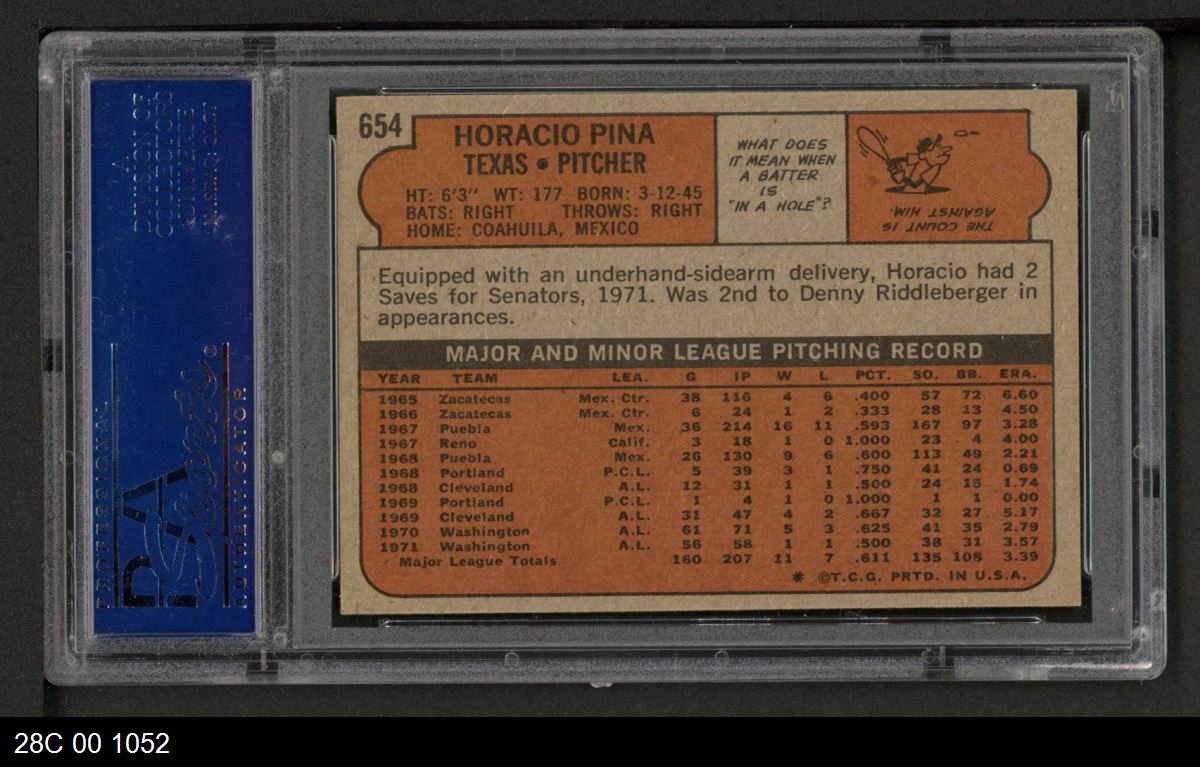 654
HORACIO PINA
TEXAS • PITCHER
HT: 6'3" WT: 177 BORN: 3-12-45
BATS: RIGHT THROWS: RIGHT
HOME: COAHUILA, MEXICO
WHAT DOES
IT MEAN WHEN
A BATTER
IS
"IN A HOLE"?
THE COUNT IS
AGAINST
HIM.
Equipped with an underhand-sidearm delivery, Horacio had 2
Saves for Senators, 1971. Was 2nd to Denny Riddleberger in
appearances.
MAJOR AND MINOR LEAGUE PITCHING RECORD
YEAR TEAM LEA. G IP W L PCT. SO. BB. ERA.
1965 Zacatecas Mex. Ctr. 38 116 4 6 .400 57 72 6.60
1966 Zacatecas Mex. Ctr. 6 24 1 2 .333 28 13 4.50
1967 Puebla Mex. 36 214 16 11 .593 167 97 3.28
1967 Reno Calif. 3 18 1 0 1.000 23 4 4.00
1968 Puebla Mex. 26 130 9 6 .600 113 49 2.21
1968 Portland P.C.L. 5 39 3 1 .750 41 24 0.69
1968 Cleveland A.L. 12 31 1 1 .500 24 15 1.74
1969 Portland P.C.L. 1 4 1 0 1.000 1 1 0.00
1969 Cleveland A.L. 31 47 4 2 .667 32 27 5.17
1970 Washington A.L. 61 71 5 3 .625 41 35 2.79
1971 Washington A.L. 56 58 1 1 .500 38 31 3.57
Major League Totals 160 207 11 7 .611 135 108 3.39
* ©T.C.G. PRTD. IN U.S.A.
A
DIVISION OF
COLLECTORS
UNIVERSE
NASDAQ: CLCT
PROFESSIONAL
PSA
Sports
AUTHENTICATOR
28C 00 1052